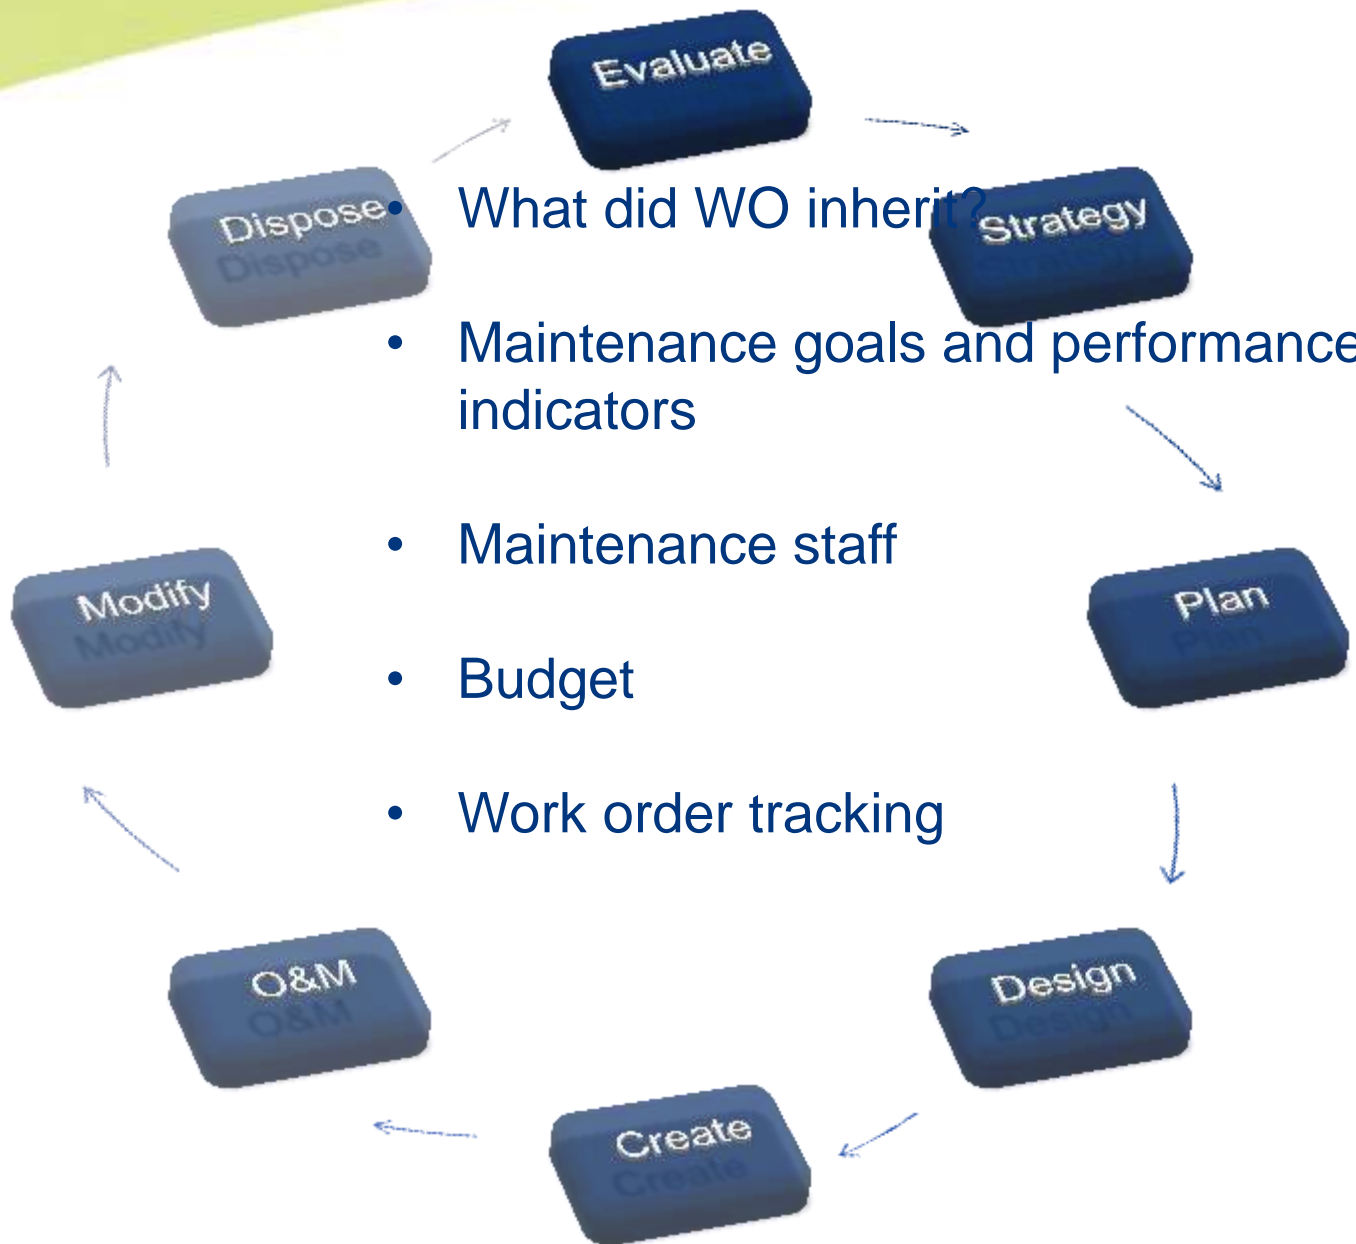 Evaluate
Dispose
Strategy
• What did WO inherit?
• Maintenance goals and performance
indicators
• Maintenance staff
Modify
Plan
• Budget
• Work order tracking
O&M
Design
Create